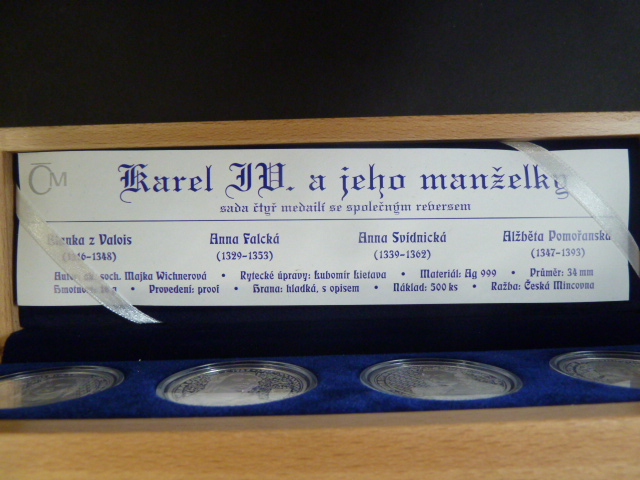 ČM
Karel IV. a jeho manželky
sada čtyř medailí se společným reversem
z Valois Anna Falcká Anna Svídnická Alžběta Pomořanská
(1329-1353) (1339-1362) (1347-1393)
soch. Majka Wichnerová • Rytecké úpravy: Lubomír Lietava • Materiál: Ag 999 • Průměr: 34 mm
• Provedení: proof • Hrana: hladká, s opisem • Náklad: 500 ks • Ražba: Česká Mincovna